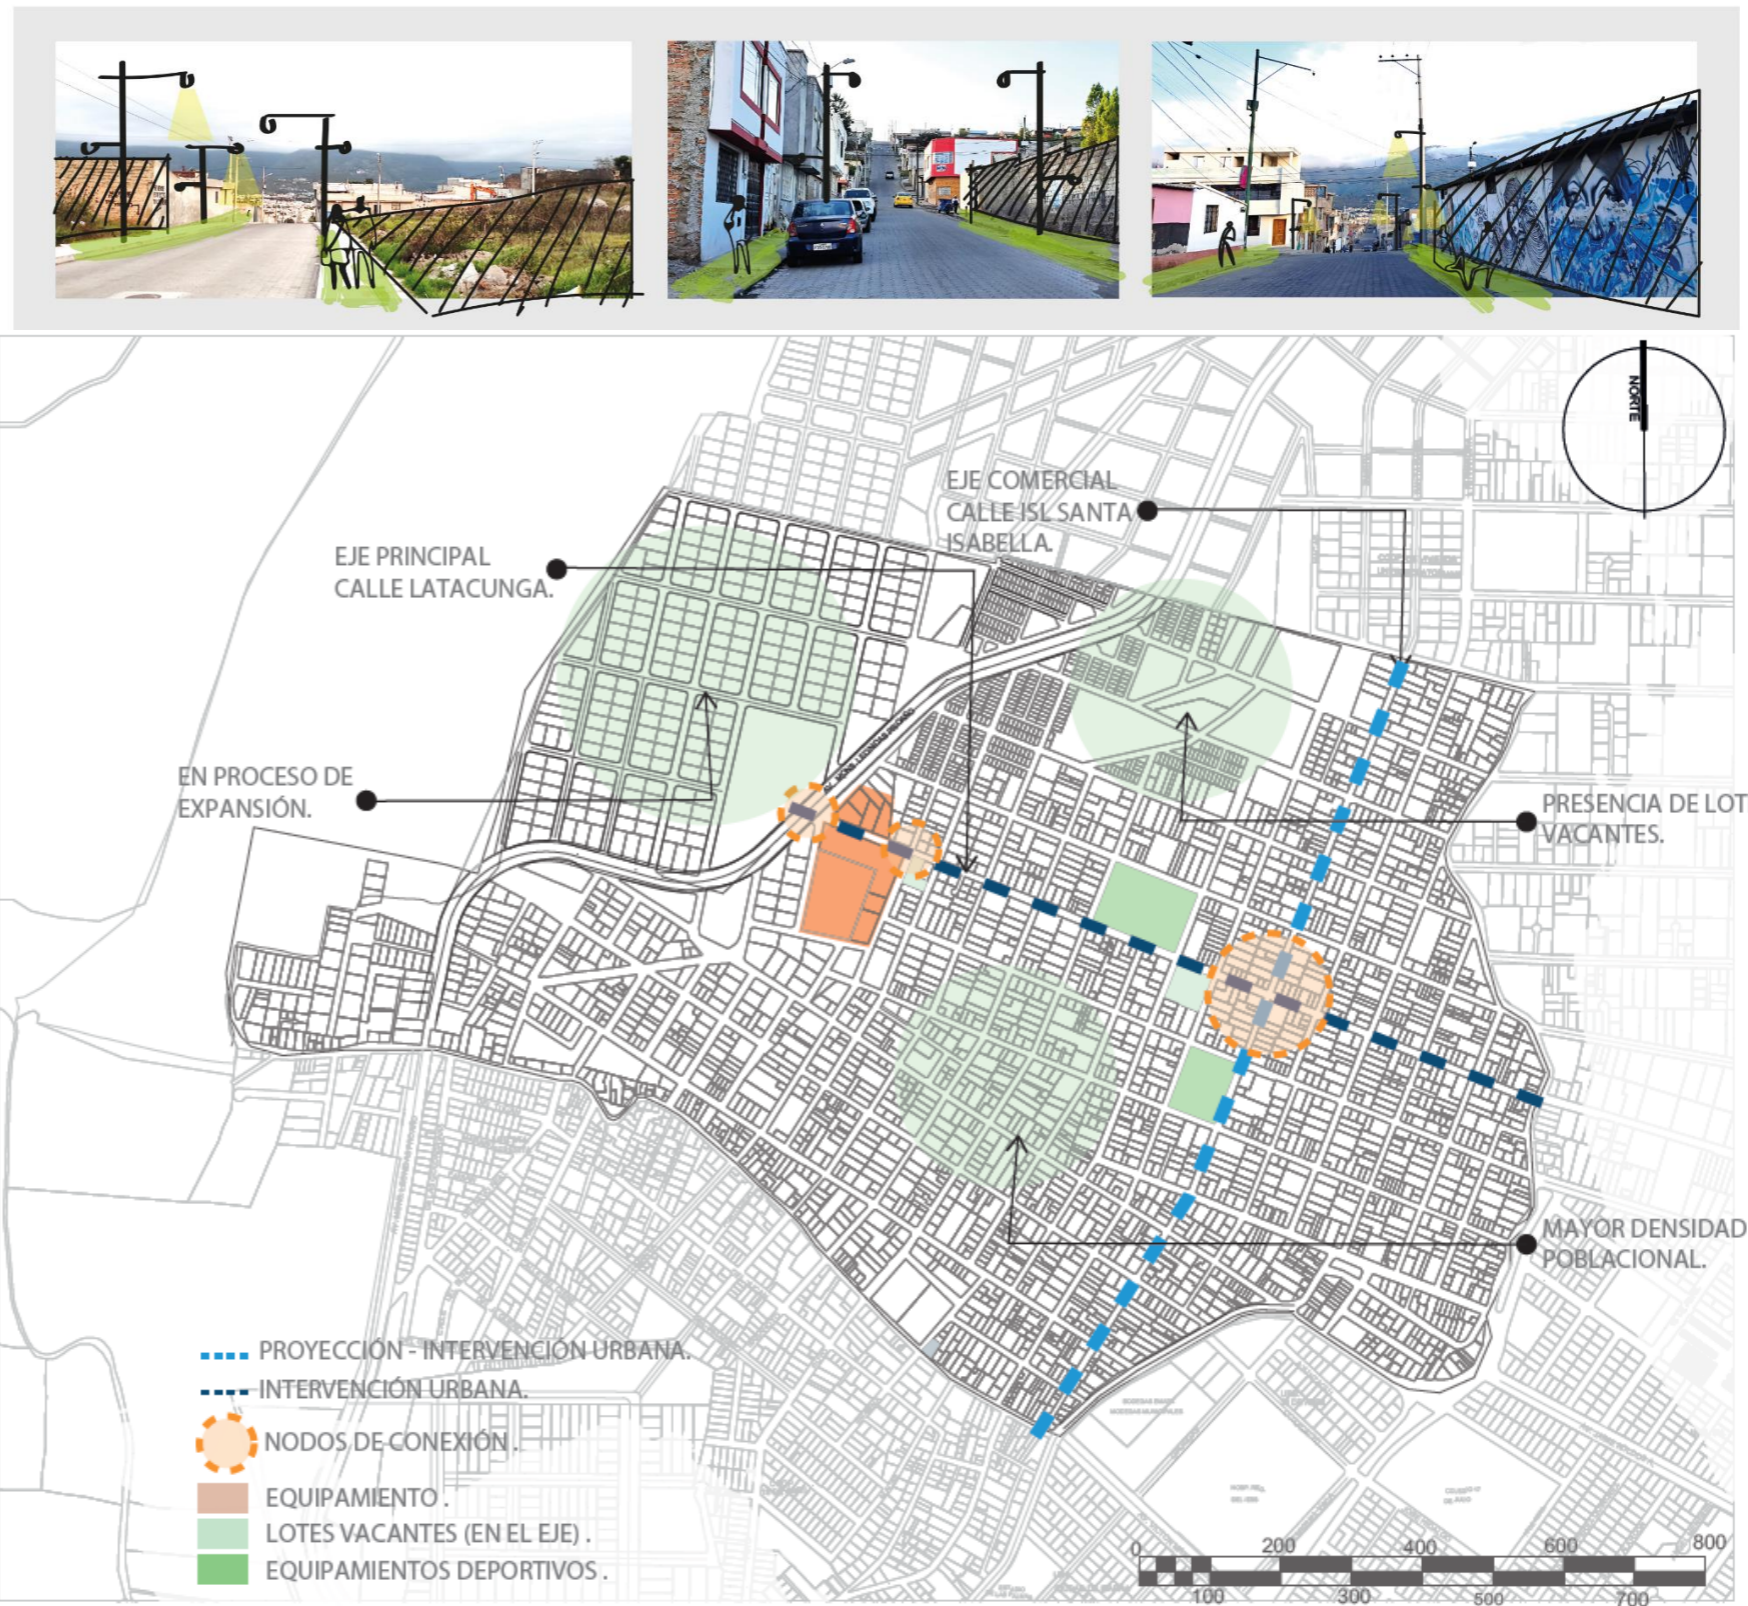 NORTE
EJE COMERCIAL
CALLE ISL SANTA
ISABELLA.
EJE PRINCIPAL
CALLE LATACUNGA.
EN PROCESO DE
EXPANSIÓN.
PRESENCIA DE LOT
VACANTES.
MAYOR DENSIDAD
POBLACIONAL.
PROYECCIÓN - INTERVENCIÓN URBANA.
INTERVENCIÓN URBANA.
NODOS DE CONEXIÓN .
EQUIPAMIENTO .
LOTES VACANTES (EN EL EJE) .
EQUIPAMIENTOS DEPORTIVOS .
0 200 400 600 800
100 300 500 700